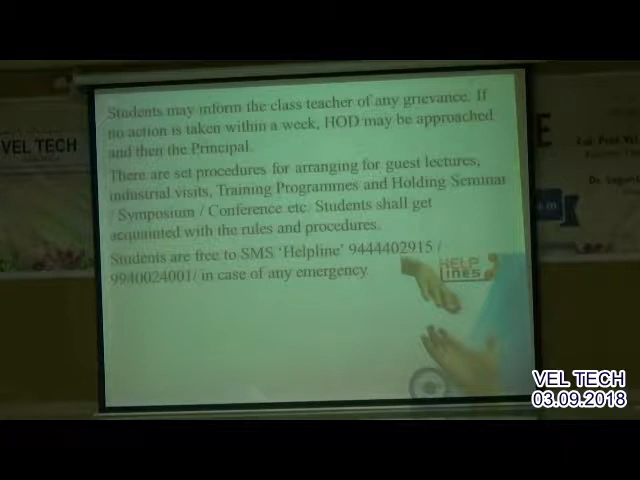 Students may inform the class teacher of any grievance. If
no action is taken within a week, HOD may be approached
and then the Principal.
There are set procedures for arranging for guest lectures,
industrial visits, Training Programmes and Holding Seminar
/ Symposium / Conference etc. Students shall get
acquainted with the rules and procedures.
Students are free to SMS ‘Helpline’ 9444402915 /
9940024001/ in case of any emergency
HELP
LINES
VEL TECH
E
VEL TECH
03.09.2018